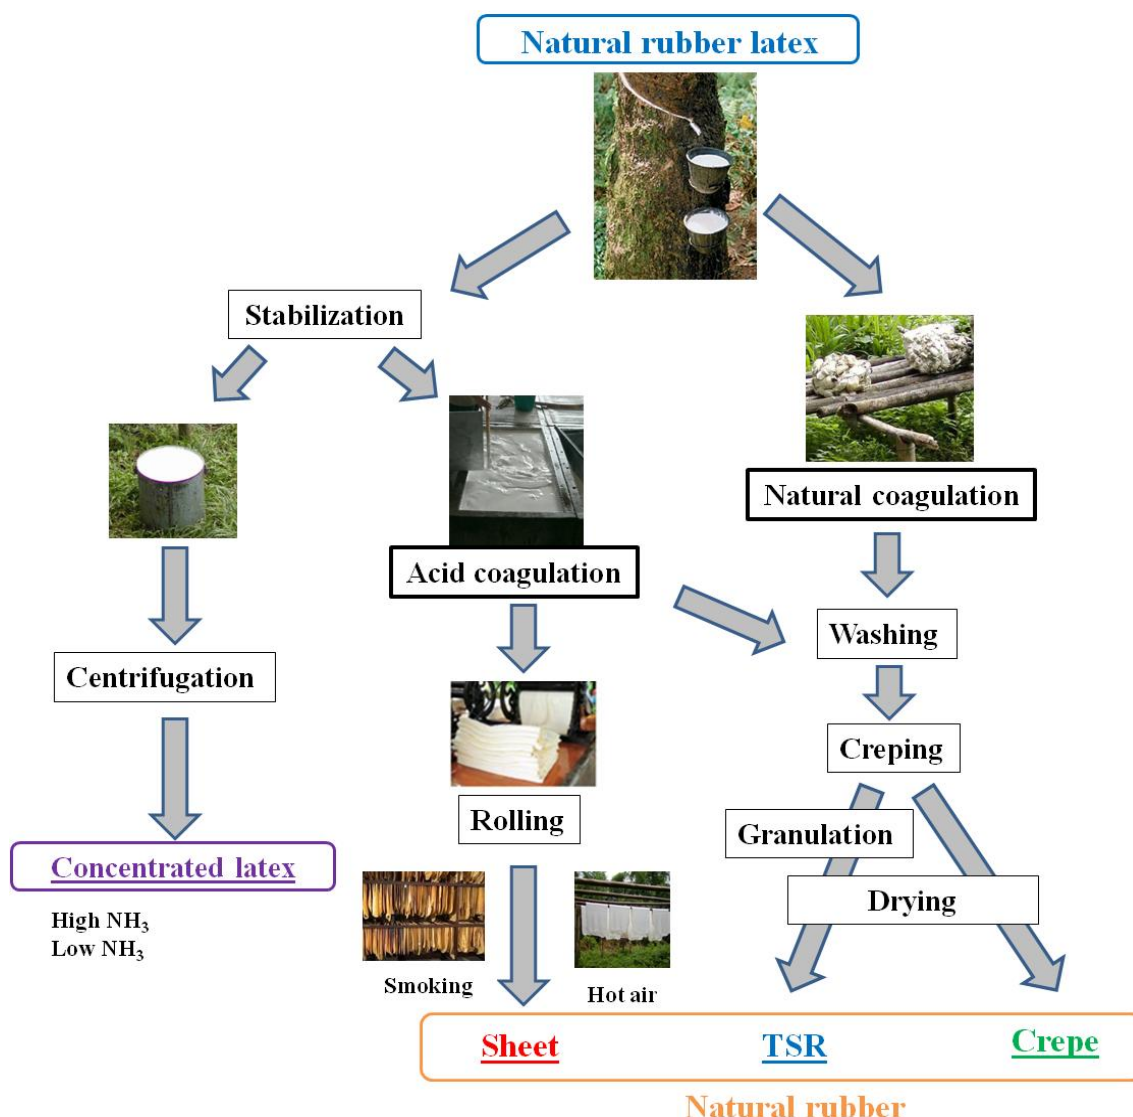 Natural rubber latex
Stabilization
Natural coagulation
Acid coagulation
Washing
Centrifugation
Creping
Rolling
Granulation
Concentrated latex
Drying
High NH₃
Low NH₃
Smoking
Hot air
Sheet
TSR
Crepe
Natural rubber